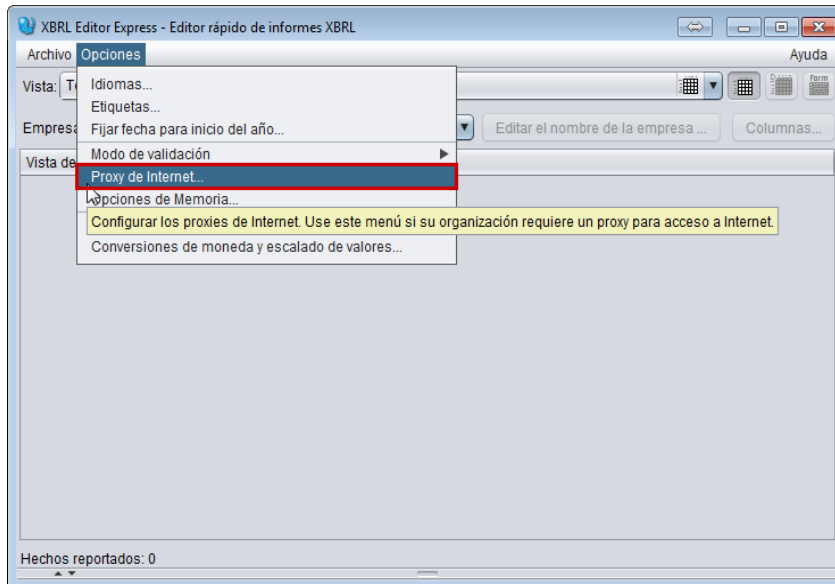 XBRL Editor Express - Editor rápido de informes XBRL
Archivo Opciones Ayuda
Vista:
Idiomas...
Etiquetas...
Empresa
Fijar fecha para inicio del año...
Editar el nombre de la empresa ... Columnas...
Vista de
Modo de validación
Proxy de Internet...
Opciones de Memoria...
Configurar los proxies de Internet. Use este menú si su organización requiere un proxy para acceso a Internet.
Conversiones de moneda y escalado de valores...
Hechos reportados: 0